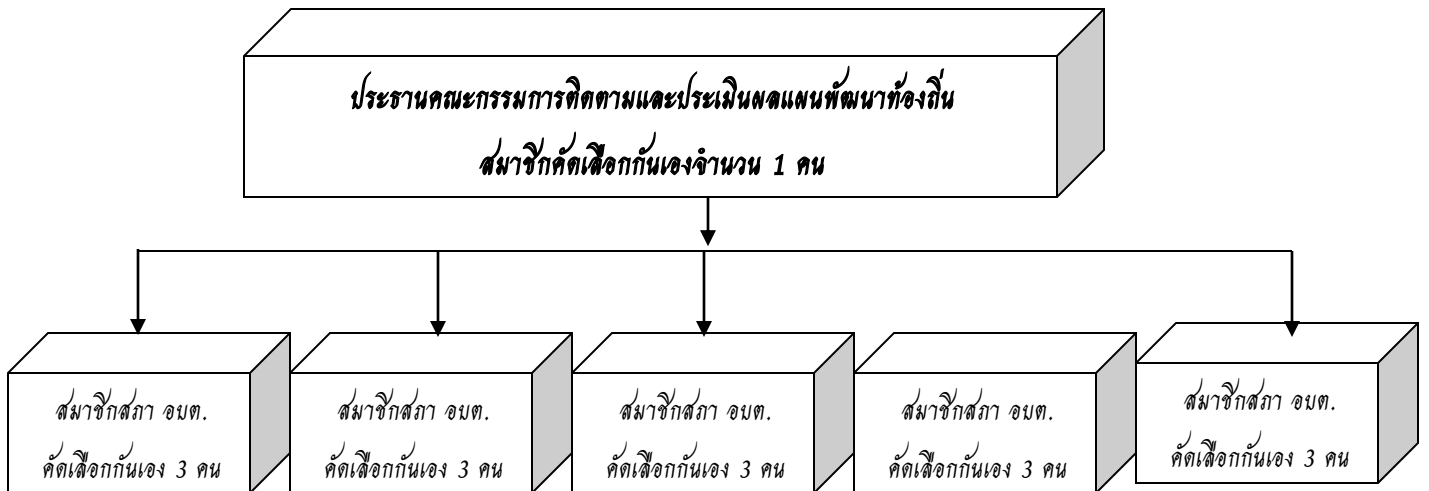 ประธานคณะกรรมการติดตามและประเมินผลแผนพัฒนาท้องถิ่น
สมาชิกคัดเลือกกันเองจำนวน 1 คน
สมาชิกสภา อบต.
คัดเลือกกันเอง 3 คน
สมาชิกสภา อบต.
คัดเลือกกันเอง 3 คน
สมาชิกสภา อบต.
คัดเลือกกันเอง 3 คน
สมาชิกสภา อบต.
คัดเลือกกันเอง 3 คน
สมาชิกสภา อบต.
คัดเลือกกันเอง 3 คน